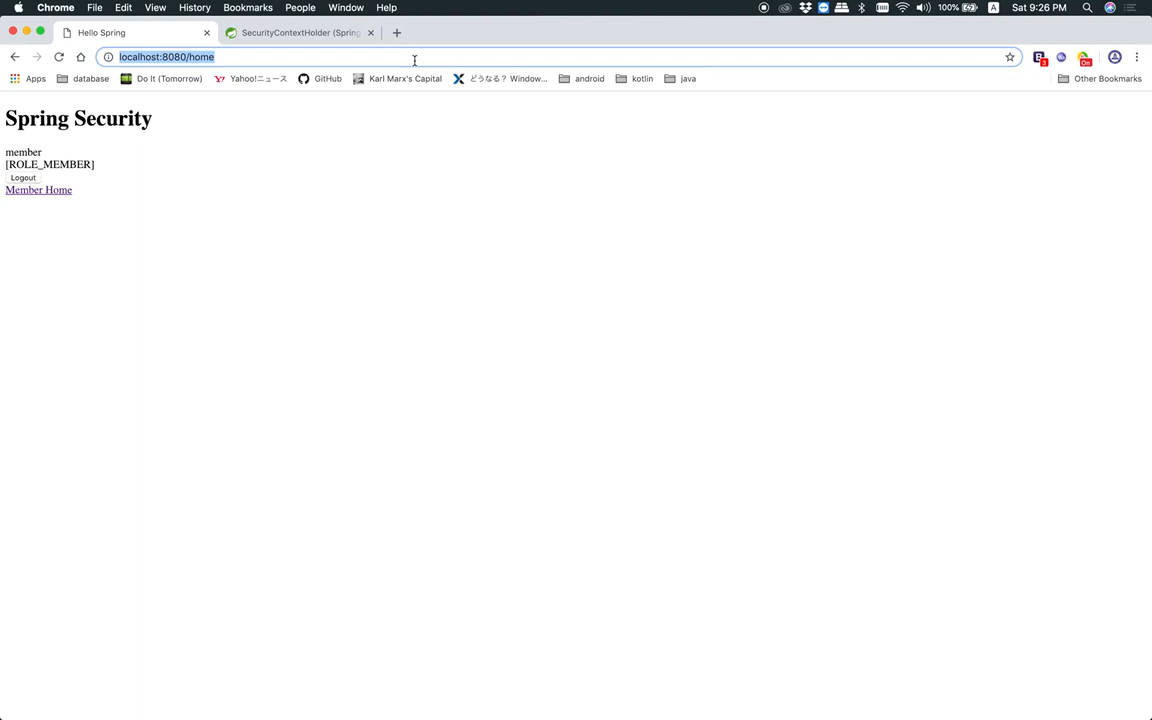 Chrome File Edit View History Bookmarks People Window Help 100% A Sat 9:26 PM
Hello Spring SecurityContextHolder (Spring
localhost:8080/home 3 On
Apps database Do It (Tomorrow) Yahoo!ニュース GitHub Karl Marx's Capital どうなる？ Window... android kotlin java Other Bookmarks
Spring Security
member
[ROLE_MEMBER]
Logout
Member Home